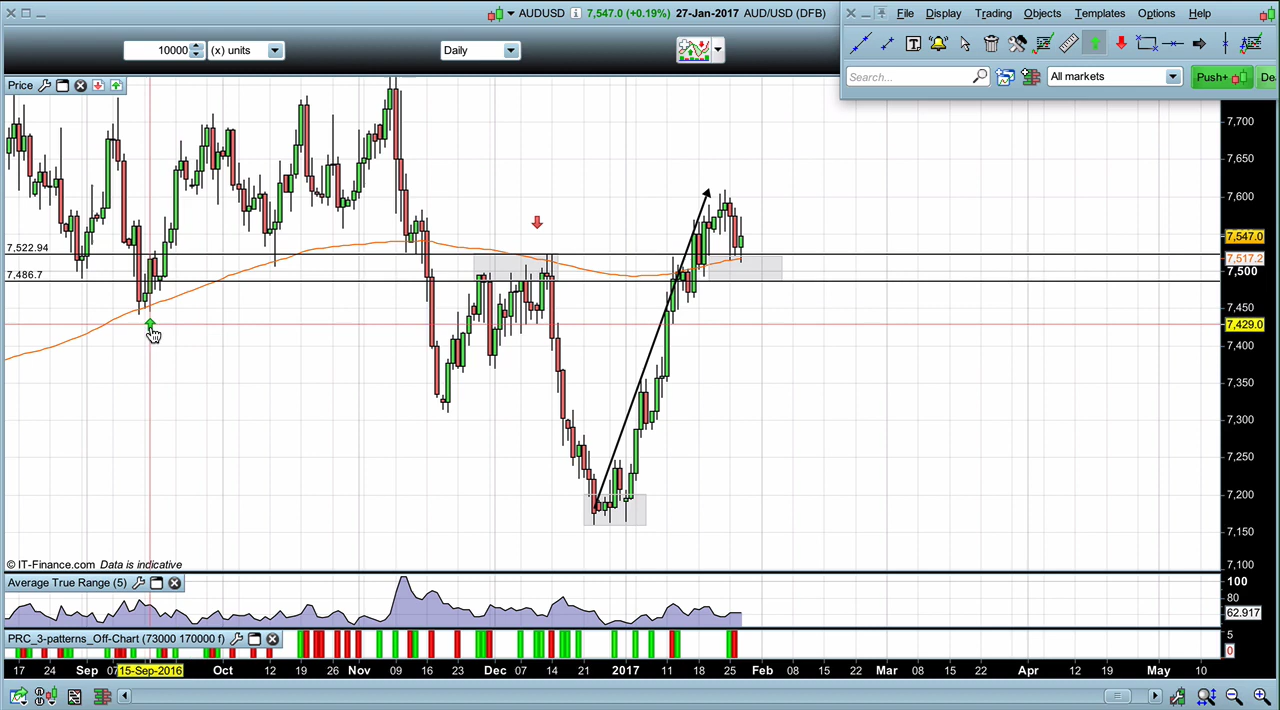 AUDUSD 7,547.0 (+0.19%) 27-Jan-2017 AUD/USD (DFB)
File Display Trading Objects Templates Options Help
10000 (x) units Daily
Search... All markets Push+ De
Price
7,700
7,650
7,600
7,547.0
7,522.94
7,517.2
7,500
7,486.7
7,450
7,429.0
7,400
7,350
7,300
7,250
7,200
7,150
7,100
© IT-Finance.com Data is indicative
Average True Range (5)
100
80
62.917
PRC_3-patterns_Off-Chart (73000 170000 f)
5
0
17 24 Sep 07 15-Sep-2016 Oct 12 19 26 Nov 09 16 23 Dec 07 14 21 2017 11 18 25 Feb 08 15 22 Mar 08 15 22 Apr 12 19 May 10